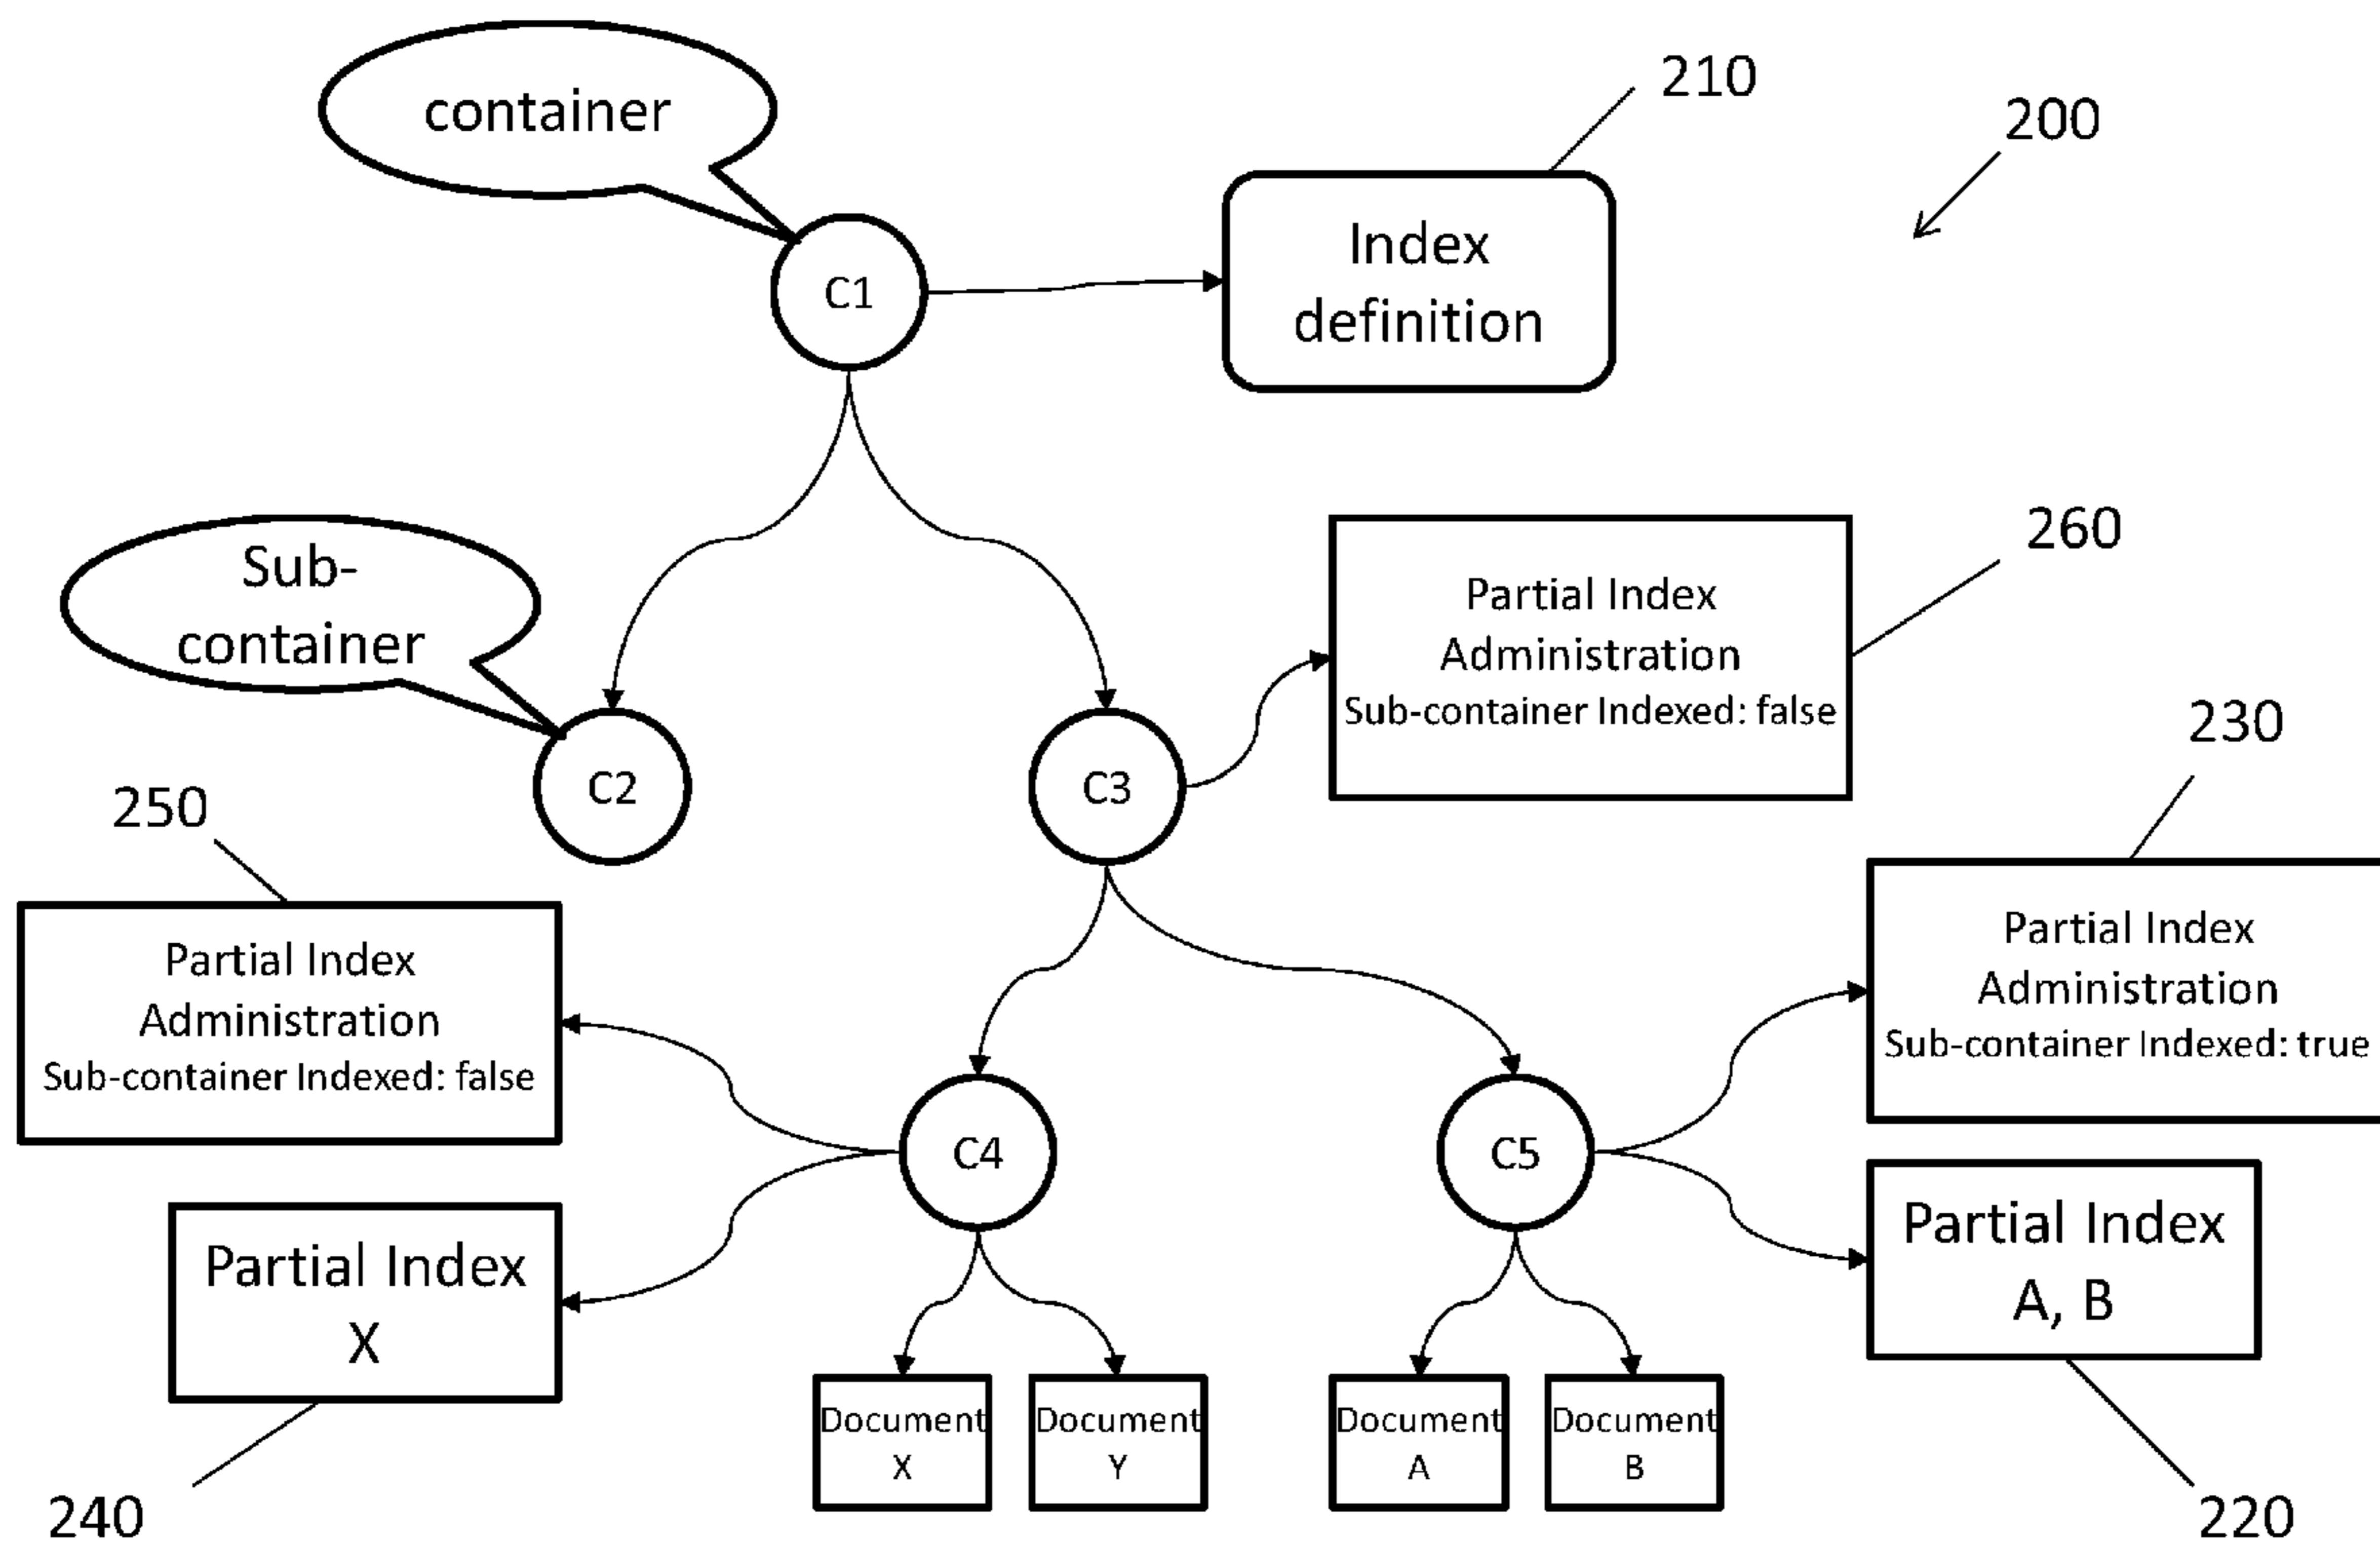 container
210
200
Index
definition
C1
Sub-
container
260
Partial Index
Administration
Sub-container Indexed: false
230
C2
C3
250
Partial Index
Administration
Sub-container Indexed: true
Partial Index
Administration
Sub-container Indexed: false
C4
C5
Partial Index
A, B
Partial Index
X
Document
X
Document
Y
Document
A
Document
B
240
220